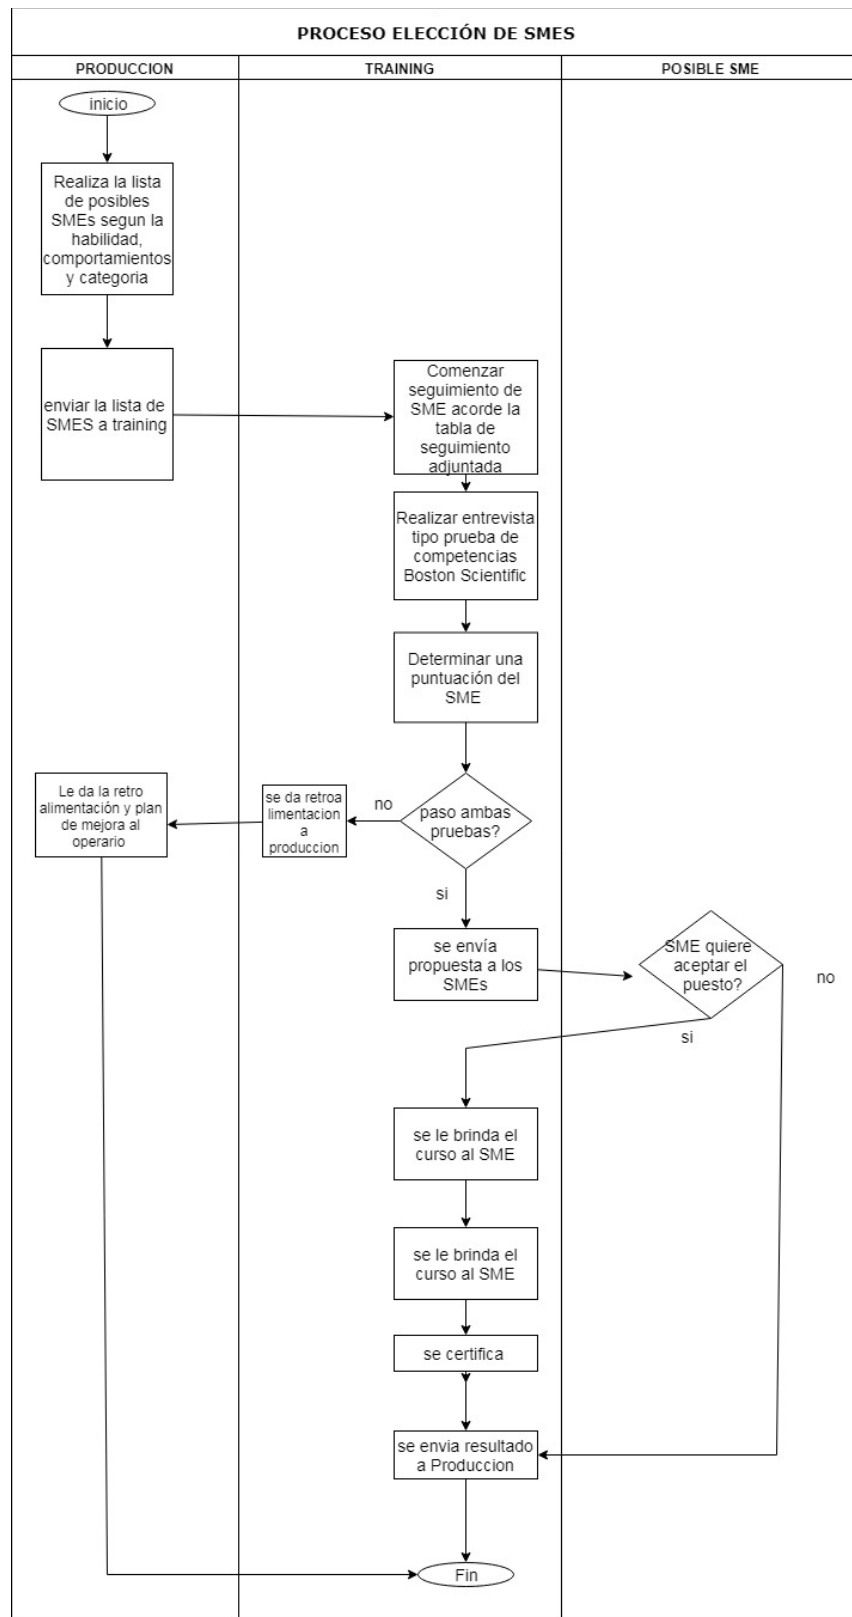 PROCESO ELECCIÓN DE SMES
PRODUCCION
TRAINING
POSIBLE SME
inicio
Realiza la lista
de posibles
SMEs segun la
habilidad,
comportamientos
y categoria
enviar la lista de
SMES a training
Comenzar
seguimiento de
SME acorde la
tabla de
seguimiento
adjuntada
Realizar entrevista
tipo prueba de
competencias
Boston Scientific
Determinar una
puntuación del
SME
paso ambas
pruebas?
no
se da retroa
limentacion
a
produccion
Le da la retro
alimentación y plan
de mejora al
operario
si
se envía
propuesta a los
SMEs
SME quiere
aceptar el
puesto?
no
si
se le brinda el
curso al SME
se le brinda el
curso al SME
se certifica
se envia resultado
a Produccion
Fin